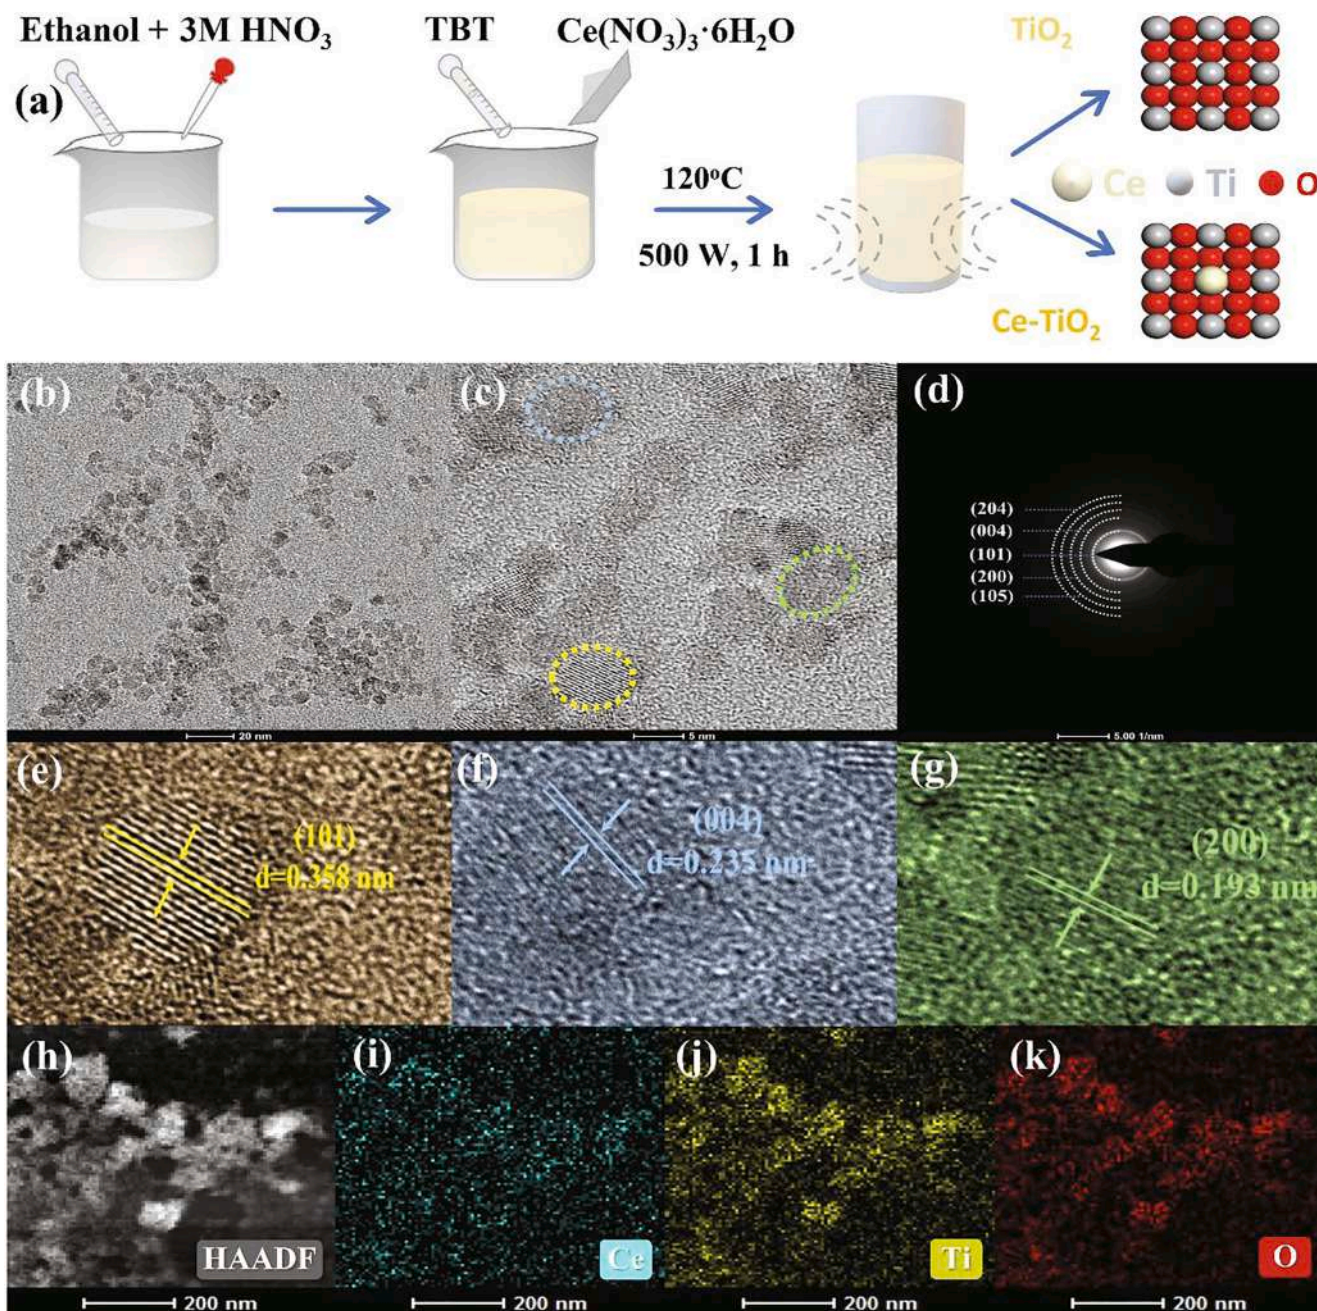 Ethanol + 3M HNO₃
TBT
Ce(NO₃)₃·6H₂O
TiO₂
(a)
120°C
500 W, 1 h
Ce Ti O
Ce-TiO₂
(b)
20 nm
(c)
5 nm
(d)
(204)
(004)
(101)
(200)
(105)
5.00 1/nm
(e)
(101)
d=0.358 nm
(f)
(004)
d=0.235 nm
(g)
(200)
d=0.193 nm
(h)
HAADF
200 nm
(i)
Ce
200 nm
(j)
Ti
200 nm
(k)
O
200 nm